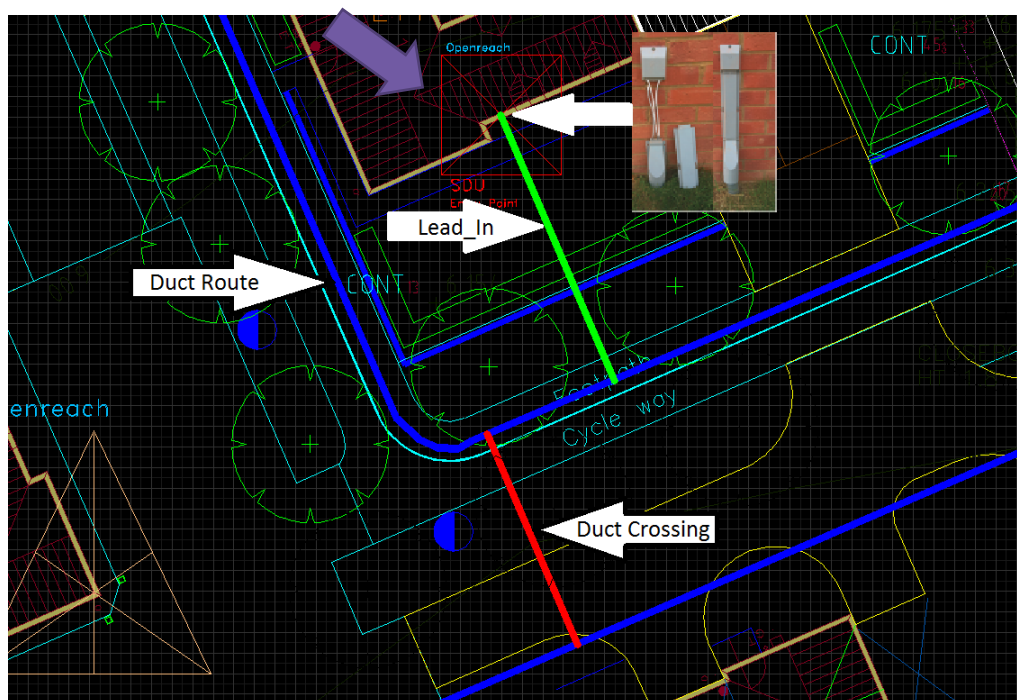 Openreach
CONT
SDU
Entry Point
Lead_In
Duct Route
CONT
Footpath
Cycle way
enreach
Duct Crossing